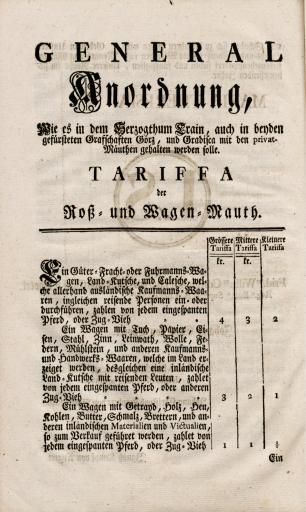 GENERAL
Anordnung,
Wie es in dem Herzogthum Crain, auch in beyden
gefürsteten Grafschaften Görz, und Gradisca mit den privat-
Mäuthen gehalten werden solle.
TARIFFA
der
Roß- und Wagen-Mauth.
Grössere Mittere Kleinere
Tariffa Tariffa Tariffa
kr. kr.
Ein Güter-Fracht-oder Fuhrmanns-Wa-
gen, Land-Kutsche, und Calesche, wel-
che allerhand ausländische Kaufmanns-Waa-
ren, ingleichen reisende Personen ein-oder
durchführen, zahlen von jedem eingespanten
Pferd, oder Zug-Vieh 4 3 2
Ein Wagen mit Tuch, Papier, Ei-
sen, Stahl, Zinn, Leinwath, Wolle, Fe-
dern, Mühlstein, und anderen Kaufmanns-
und Handwerks-Waaren, welche im Land er-
zeiget werden, desgleichen eine inländische
Land-Kutsche mit reisenden Leuten, zahlet
von jedem eingespanten Pferd, oder anderen
Zug-Vieh 3 2 1
Ein Wagen mit Getrayd, Holz, Heu,
Kohlen, Butter, Schmalz, Brettern, und an-
deren inländischen Materialien und Victualien,
so zum Verkauf geführet werden, zahlet von
jedem eingespanten Pferd, oder Zug-Vieh 1 1 ½
Ein